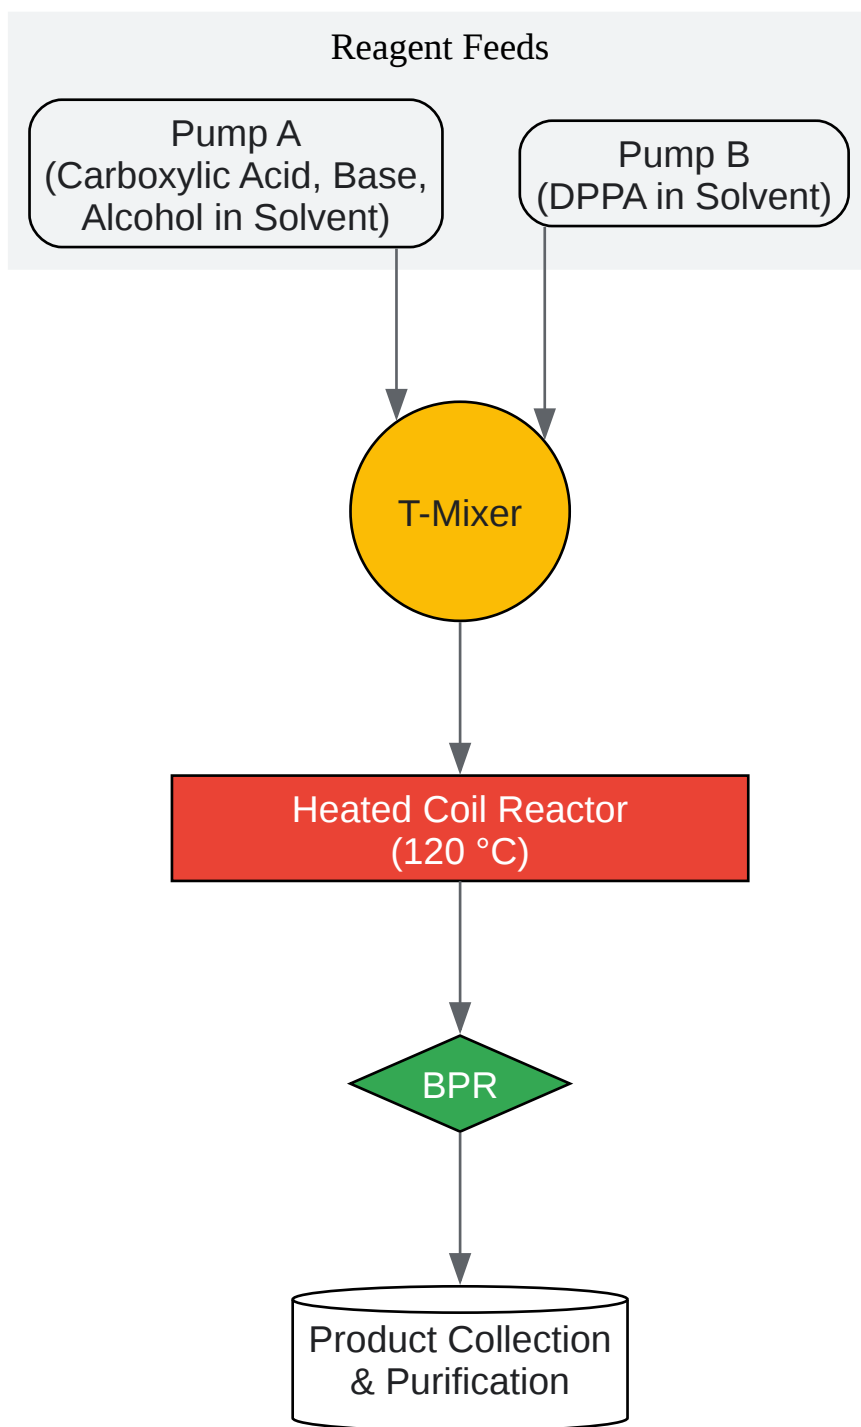 Reagent Feeds
Pump A
(Carboxylic Acid, Base,
Alcohol in Solvent)
Pump B
(DPPA in Solvent)
T-Mixer
Heated Coil Reactor
(120 °C)
BPR
Product Collection
& Purification